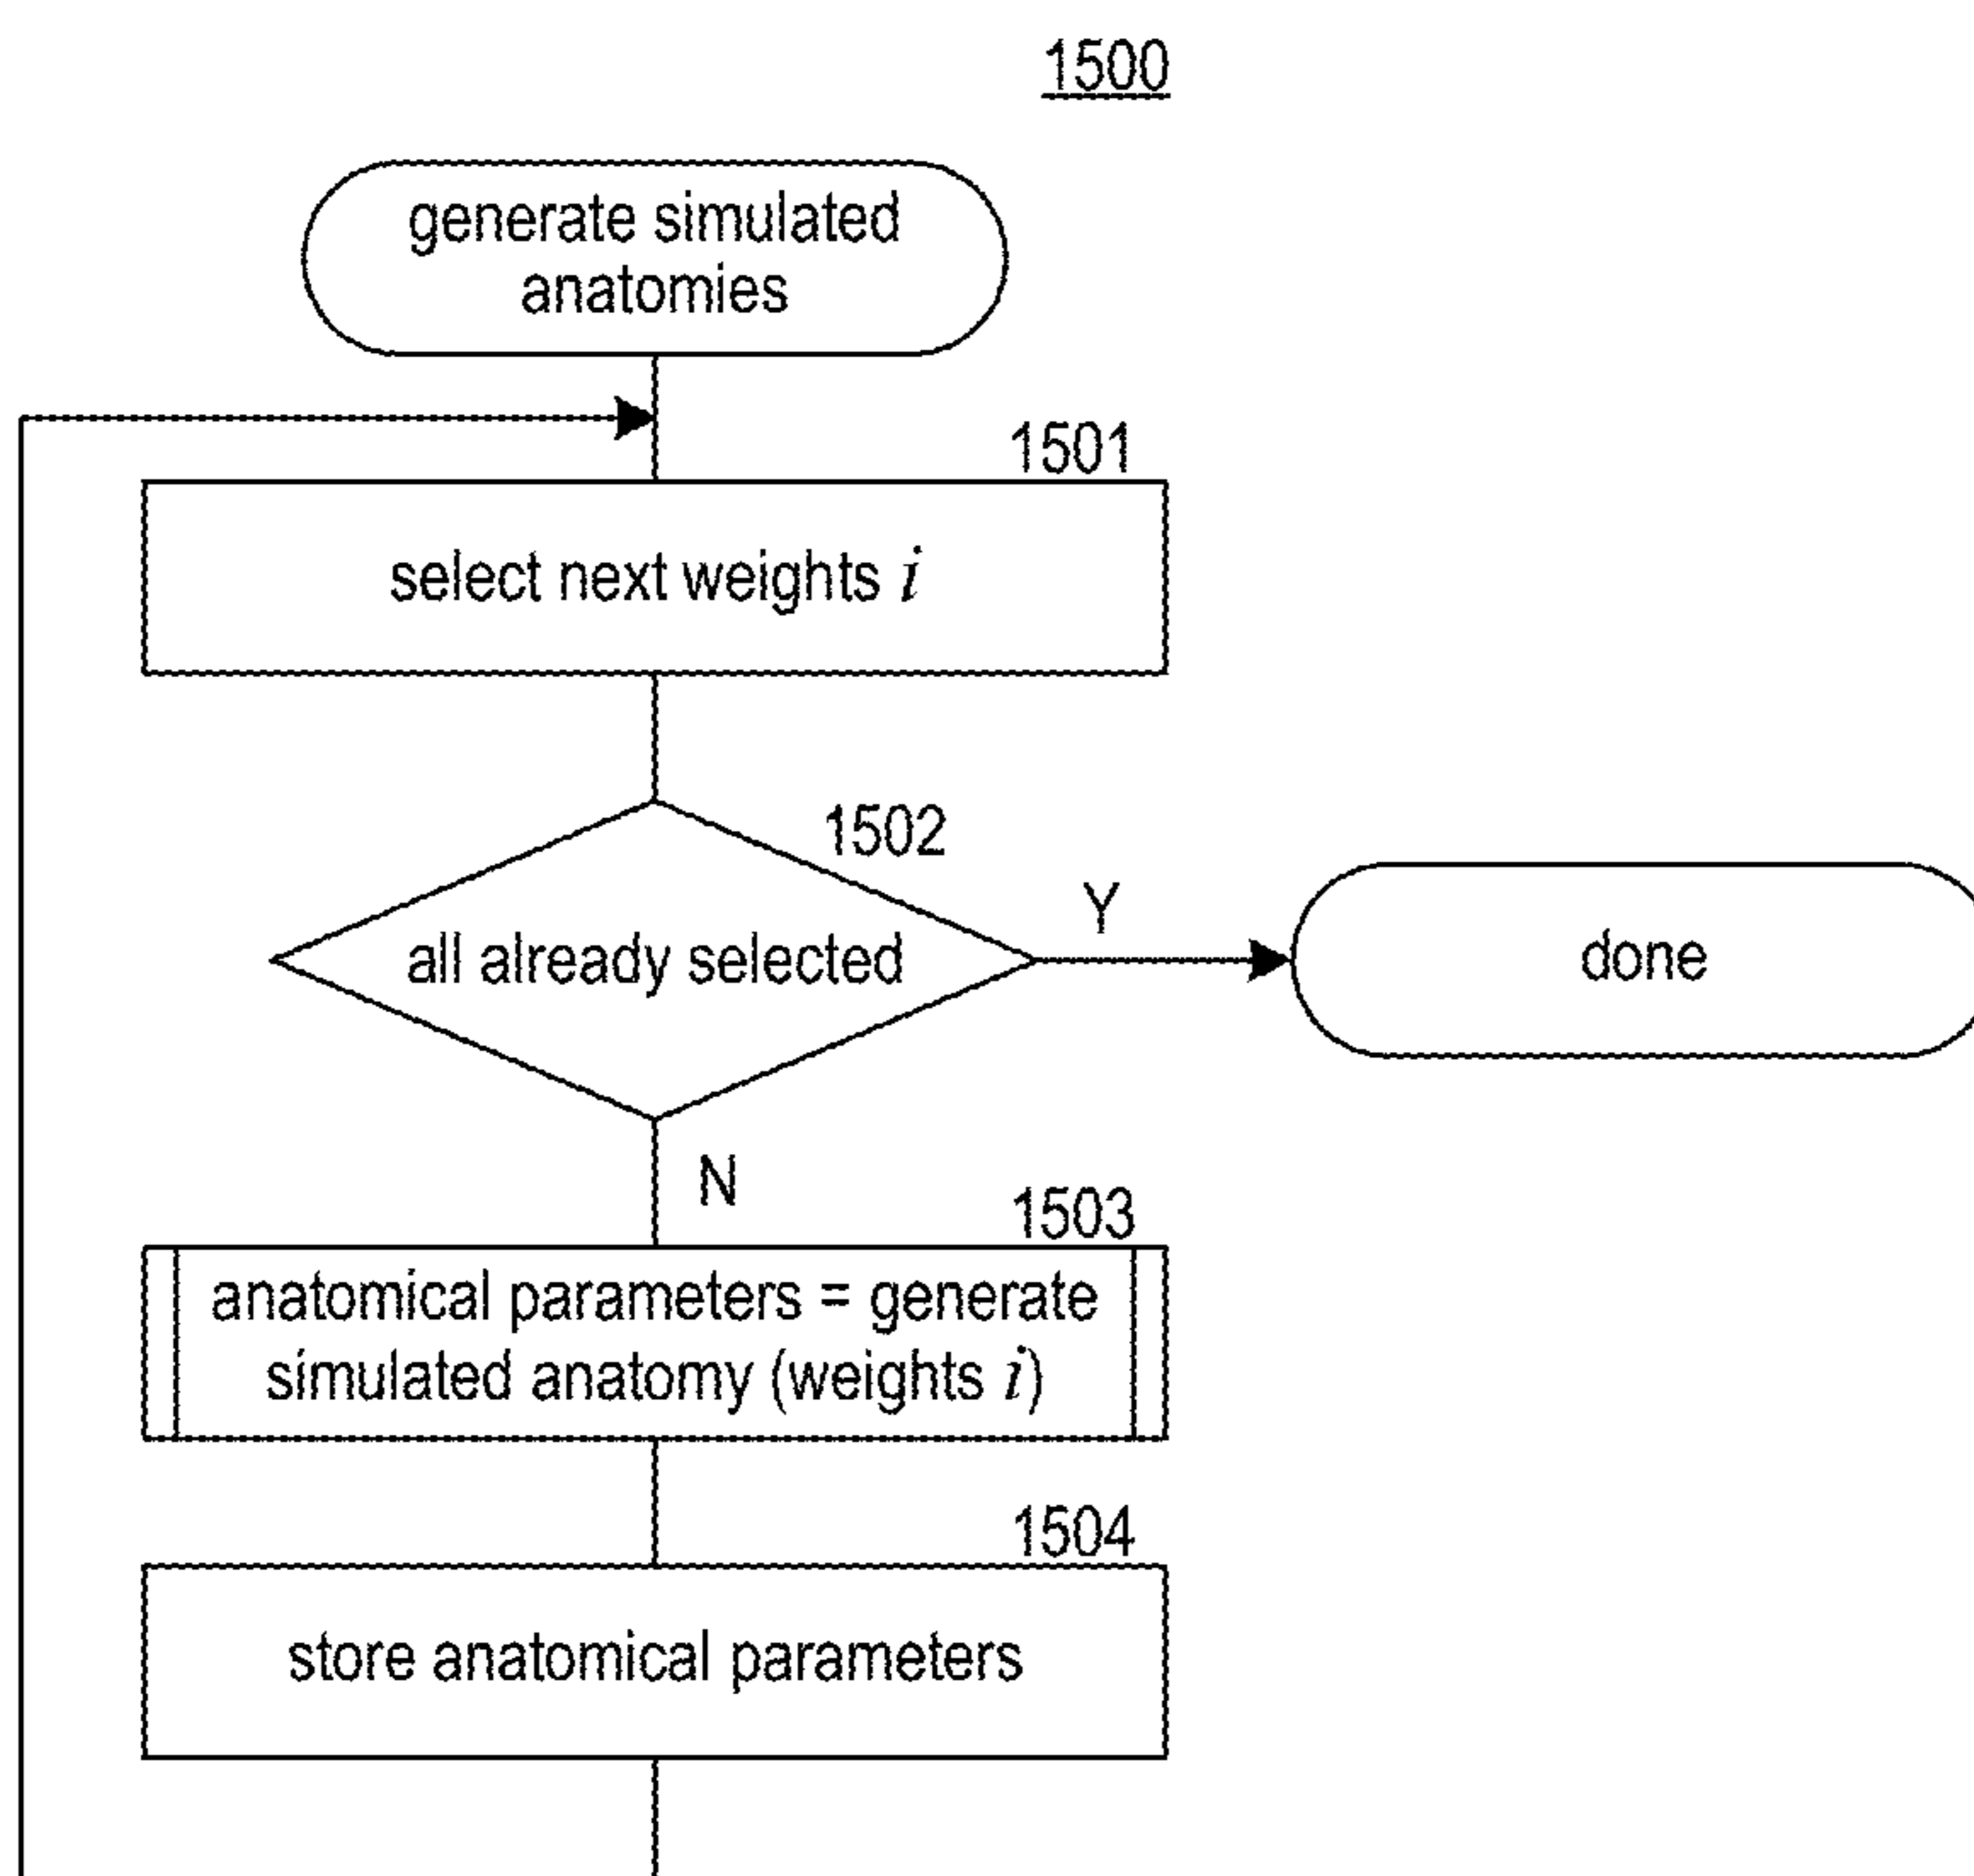 1500
generate simulated
anatomies
1501
select next weights i
1502
all already selected
Y
done
N
1503
anatomical parameters = generate
simulated anatomy (weights i)
1504
store anatomical parameters